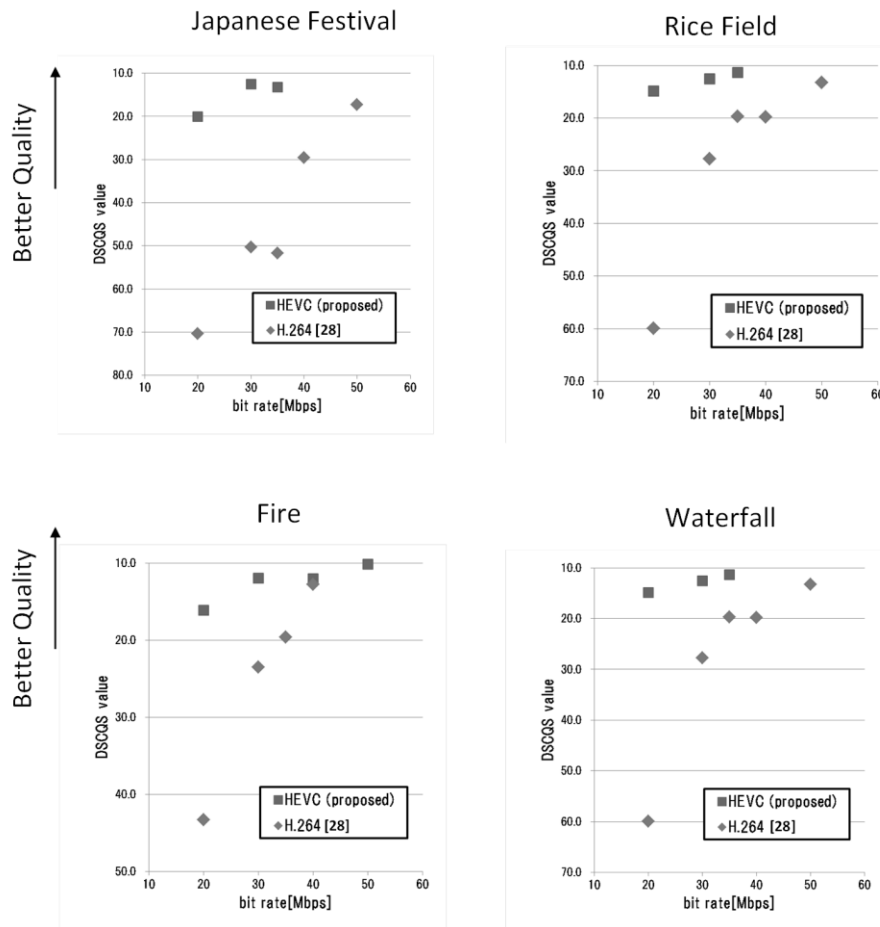 Japanese Festival
Better Quality
DSCQS value
10.0
20.0
30.0
40.0
50.0
60.0
70.0
80.0
HEVC (proposed)
H.264 [28]
10 20 30 40 50 60
bit rate[Mbps]
Rice Field
DSCQS value
10.0
20.0
30.0
40.0
50.0
60.0
70.0
HEVC (proposed)
H.264 [28]
10 20 30 40 50 60
bit rate[Mbps]
Fire
Better Quality
DSCQS value
10.0
20.0
30.0
40.0
50.0
HEVC (proposed)
H.264 [28]
10 20 30 40 50 60
bit rate[Mbps]
Waterfall
DSCQS value
10.0
20.0
30.0
40.0
50.0
60.0
70.0
HEVC (proposed)
H.264 [28]
10 20 30 40 50 60
bit rate[Mbps]